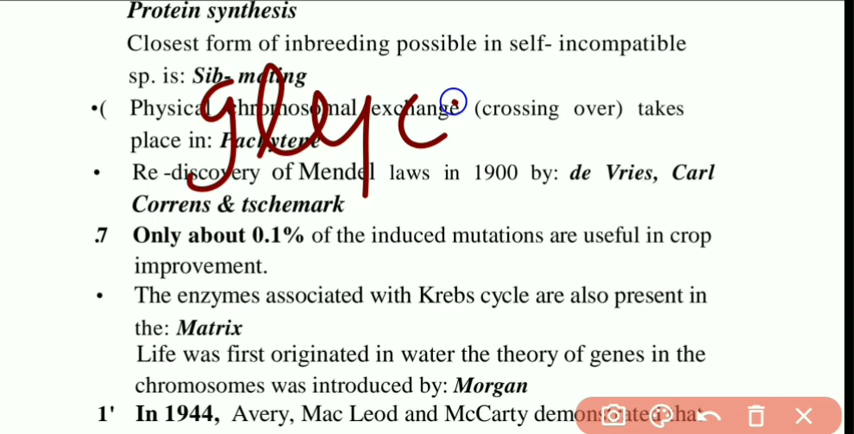 Protein synthesis
Closest form of inbreeding possible in self- incompatible
sp. is: Sib- mating
•( Physical chromosomal exchange (crossing over) takes
place in: Pachytene
• Re -discovery of Mendel laws in 1900 by: de Vries, Carl
Correns & tschemark
.7 Only about 0.1% of the induced mutations are useful in crop
improvement.
• The enzymes associated with Krebs cycle are also present in
the: Matrix
Life was first originated in water the theory of genes in the
chromosomes was introduced by: Morgan
1' In 1944, Avery, Mac Leod and McCarty demonstrated that
glyc